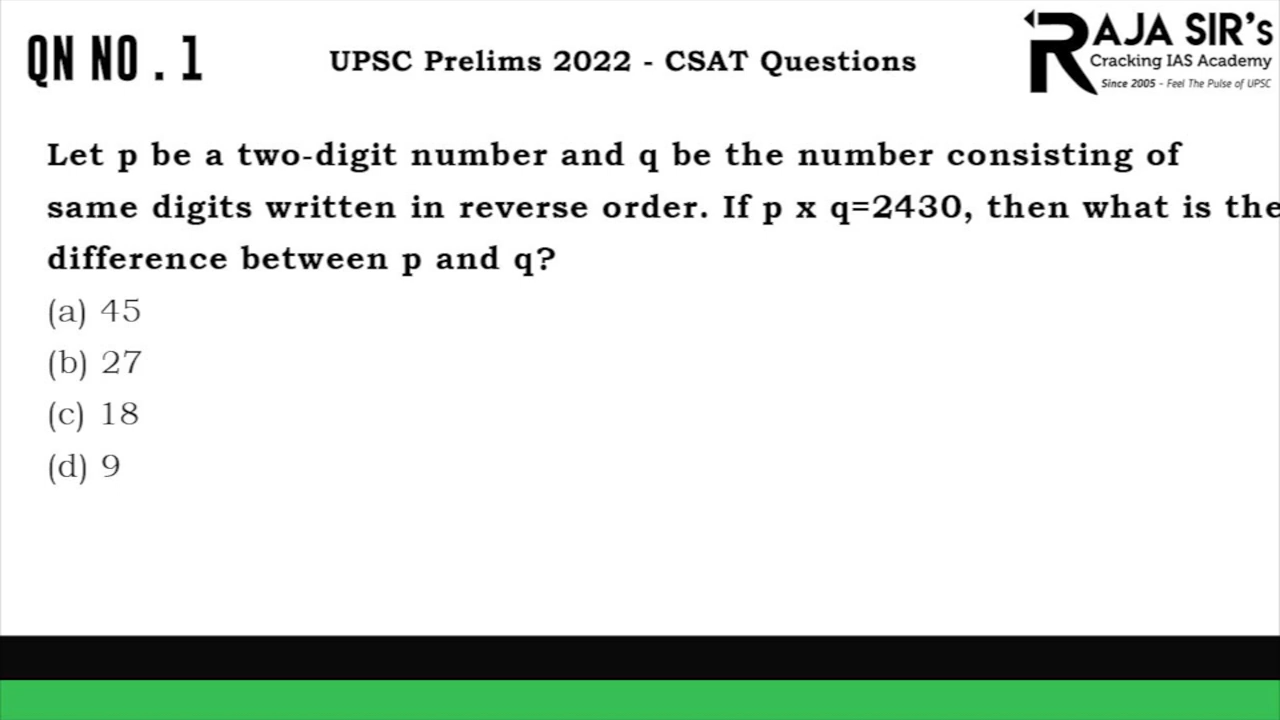 QN NO . 1
UPSC Prelims 2022 - CSAT Questions
RAJA SIR's
Cracking IAS Academy
Since 2005 - Feel The Pulse of UPSC
Let p be a two-digit number and q be the number consisting of
same digits written in reverse order. If p x q=2430, then what is the
difference between p and q?
(a) 45
(b) 27
(c) 18
(d) 9